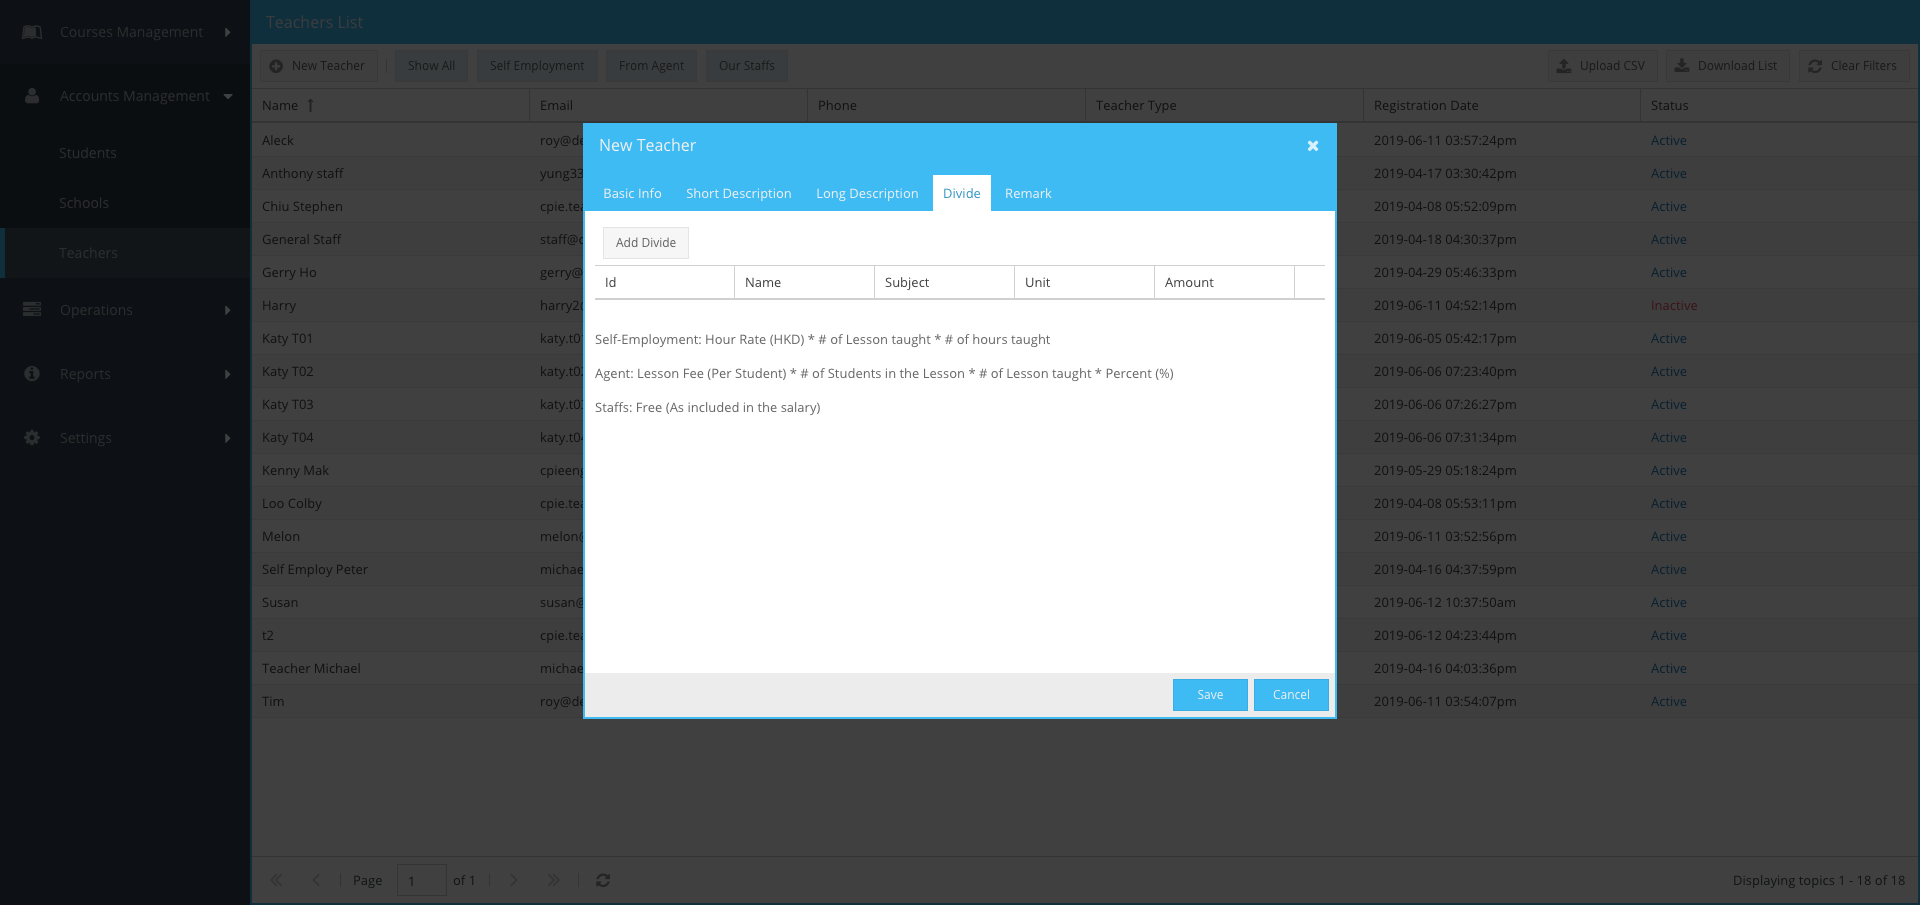 Courses Management
Accounts Management
Students
Schools
Teachers
Operations
Reports
Settings
Teachers List
New Teacher
Show All
Self Employment
From Agent
Our Staffs
Upload CSV
Download List
Clear Filters
Name Email Phone Teacher Type Registration Date Status
Aleck roy@de 2019-06-11 03:57:24pm Active
Anthony staff yung33 2019-04-17 03:30:42pm Active
Chiu Stephen cpie.tea 2019-04-08 05:52:09pm Active
General Staff staff@ 2019-04-18 04:30:37pm Active
Gerry Ho gerry@ 2019-04-29 05:46:33pm Active
Harry harry2 2019-06-11 04:52:14pm Inactive
Katy T01 katy.t0 2019-06-05 05:42:17pm Active
Katy T02 katy.t0 2019-06-06 07:23:40pm Active
Katy T03 katy.t0 2019-06-06 07:26:27pm Active
Katy T04 katy.t04 2019-06-06 07:31:34pm Active
Kenny Mak cpieen 2019-05-29 05:18:24pm Active
Loo Colby cpie.tea 2019-04-08 05:53:11pm Active
Melon melon 2019-06-11 03:52:56pm Active
Self Employ Peter michae 2019-04-16 04:37:59pm Active
Susan susan@ 2019-06-12 10:37:50am Active
t2 cpie.tea 2019-06-12 04:23:44pm Active
Teacher Michael michae 2019-04-16 04:03:36pm Active
Tim roy@de 2019-06-11 03:54:07pm Active
New Teacher
Basic Info Short Description Long Description Divide Remark
Add Divide
Id Name Subject Unit Amount
Self-Employment: Hour Rate (HKD) * # of Lesson taught * # of hours taught
Agent: Lesson Fee (Per Student) * # of Students in the Lesson * # of Lesson taught * Percent (%)
Staffs: Free (As included in the salary)
Save Cancel
Page 1 of 1
Displaying topics 1 - 18 of 18